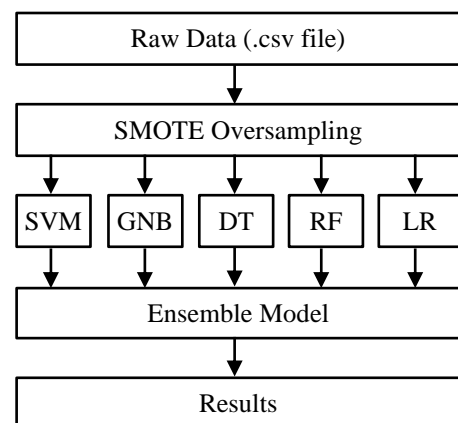 Raw Data (.csv file)
SMOTE Oversampling
SVM GNB DT RF LR
Ensemble Model
Results